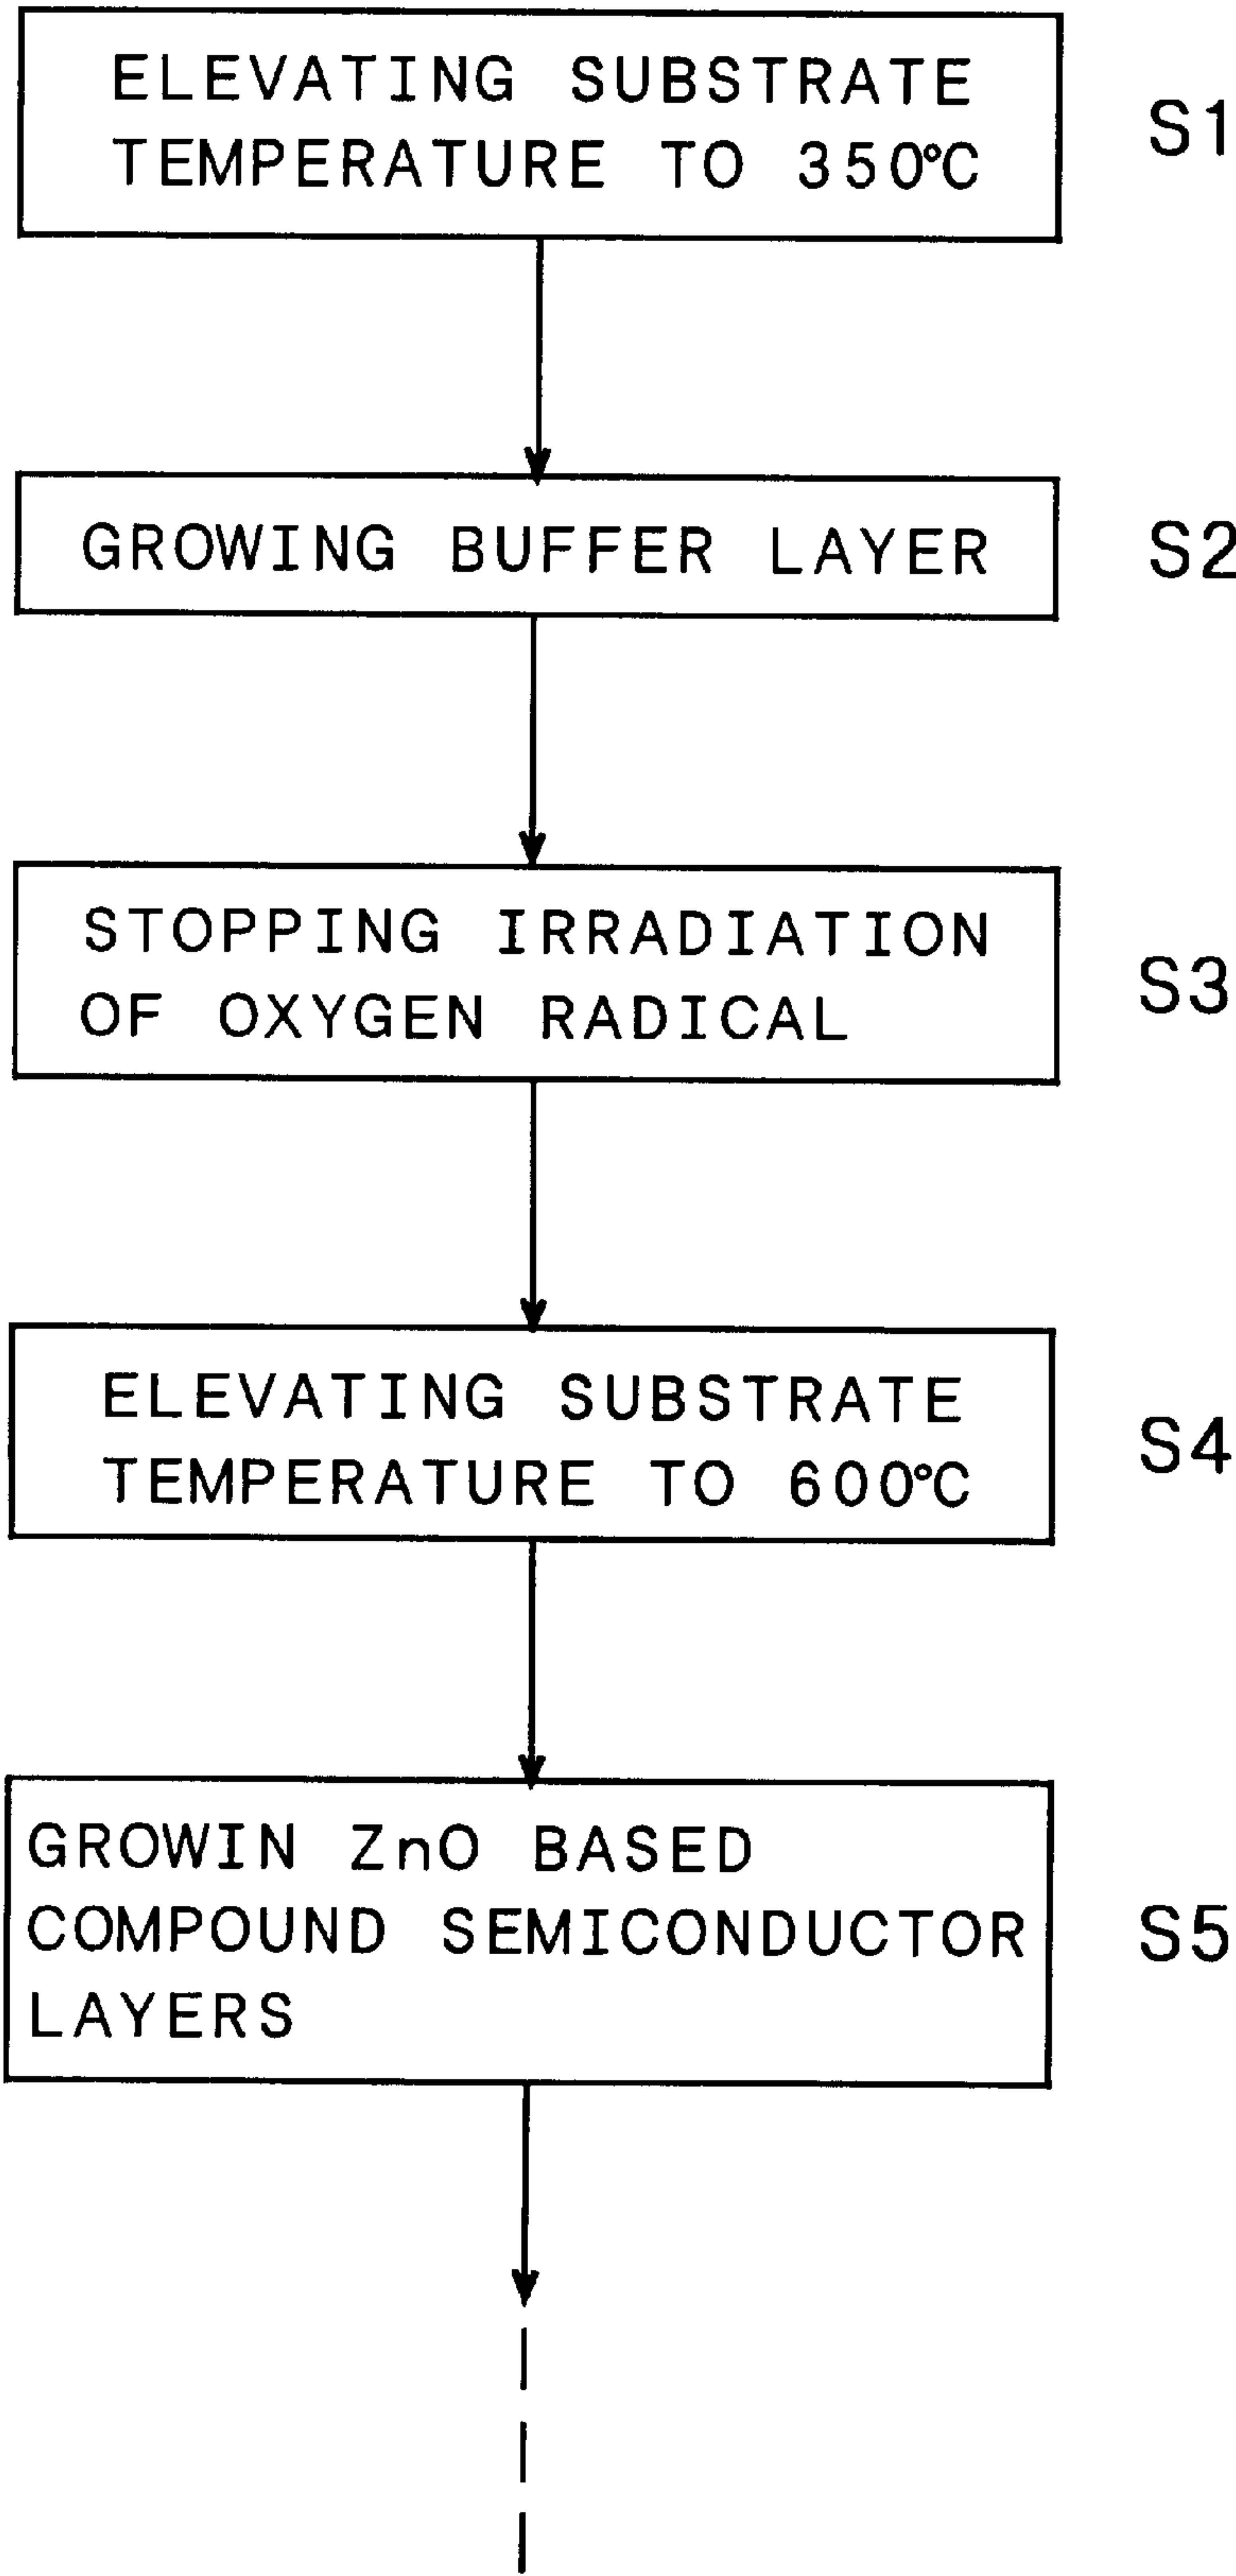 ELEVATING SUBSTRATE
TEMPERATURE TO 350°C
S1
GROWING BUFFER LAYER
S2
STOPPING IRRADIATION
OF OXYGEN RADICAL
S3
ELEVATING SUBSTRATE
TEMPERATURE TO 600°C
S4
GROWIN ZnO BASED
COMPOUND SEMICONDUCTOR
LAYERS
S5